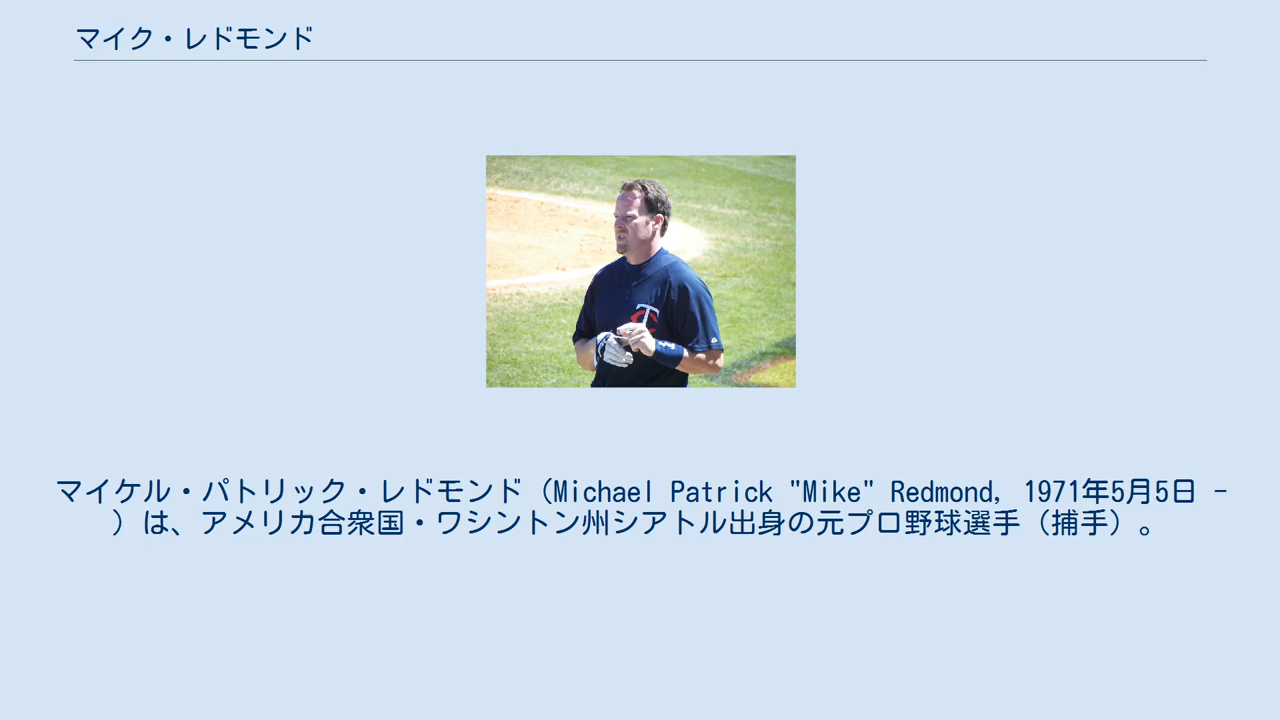 マイク・レドモンド
TC
マイケル・パトリック・レドモンド（Michael Patrick "Mike" Redmond, 1971年5月5日 -
）は、アメリカ合衆国・ワシントン州シアトル出身の元プロ野球選手（捕手）。